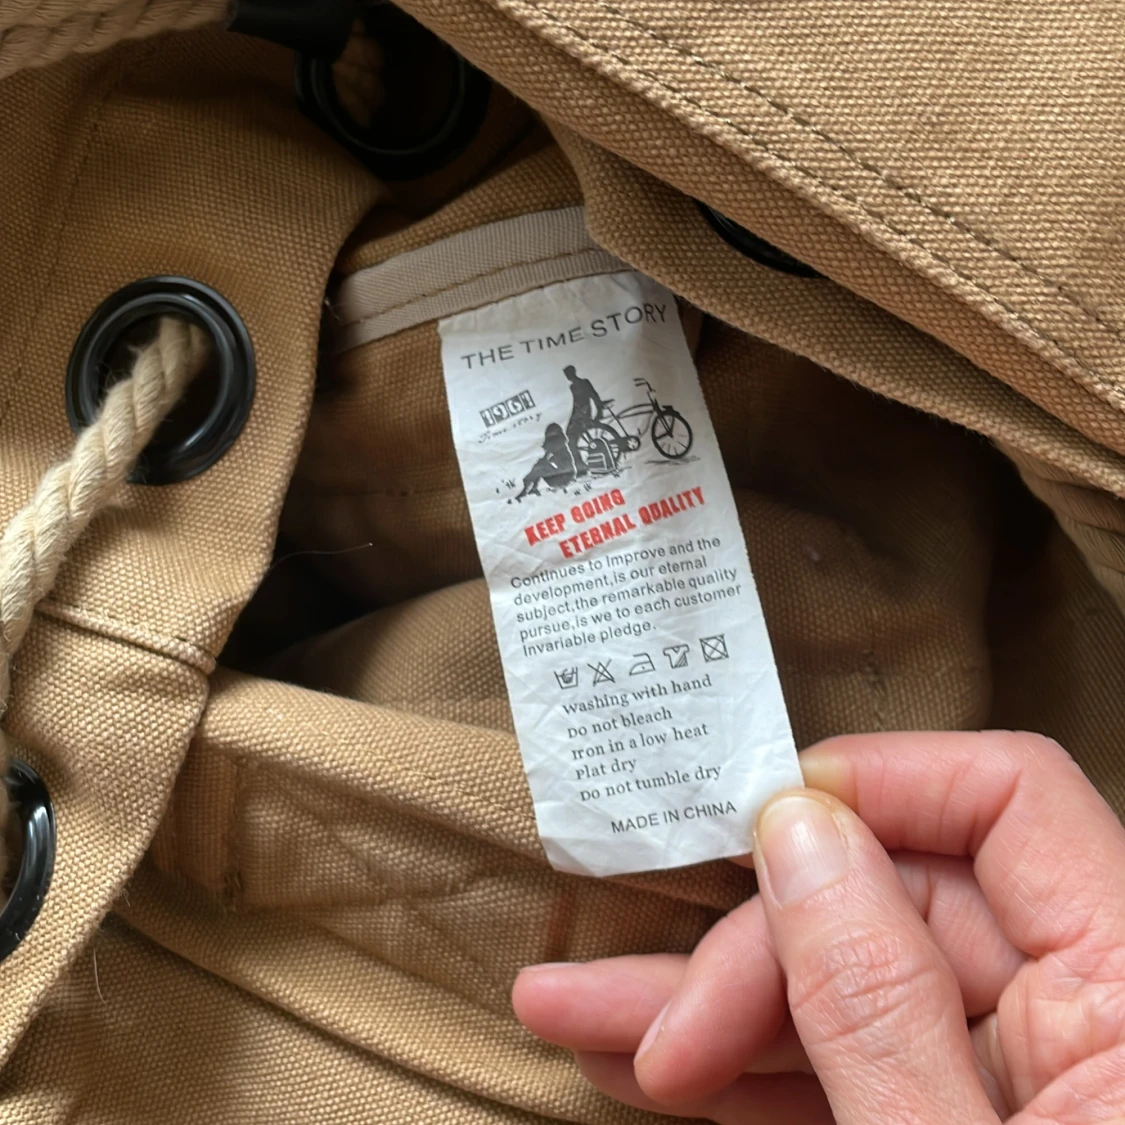 THE TIME STORY
1961
Time story
KEEP GOING
ETERNAL QUALITY
Continues to Improve and the
development,is our eternal
subject,the remarkable quality
pursue,is we to each customer
Invariable pledge.
washing with hand
Do not bleach
Iron in a low heat
Plat dry
Do not tumble dry
MADE IN CHINA